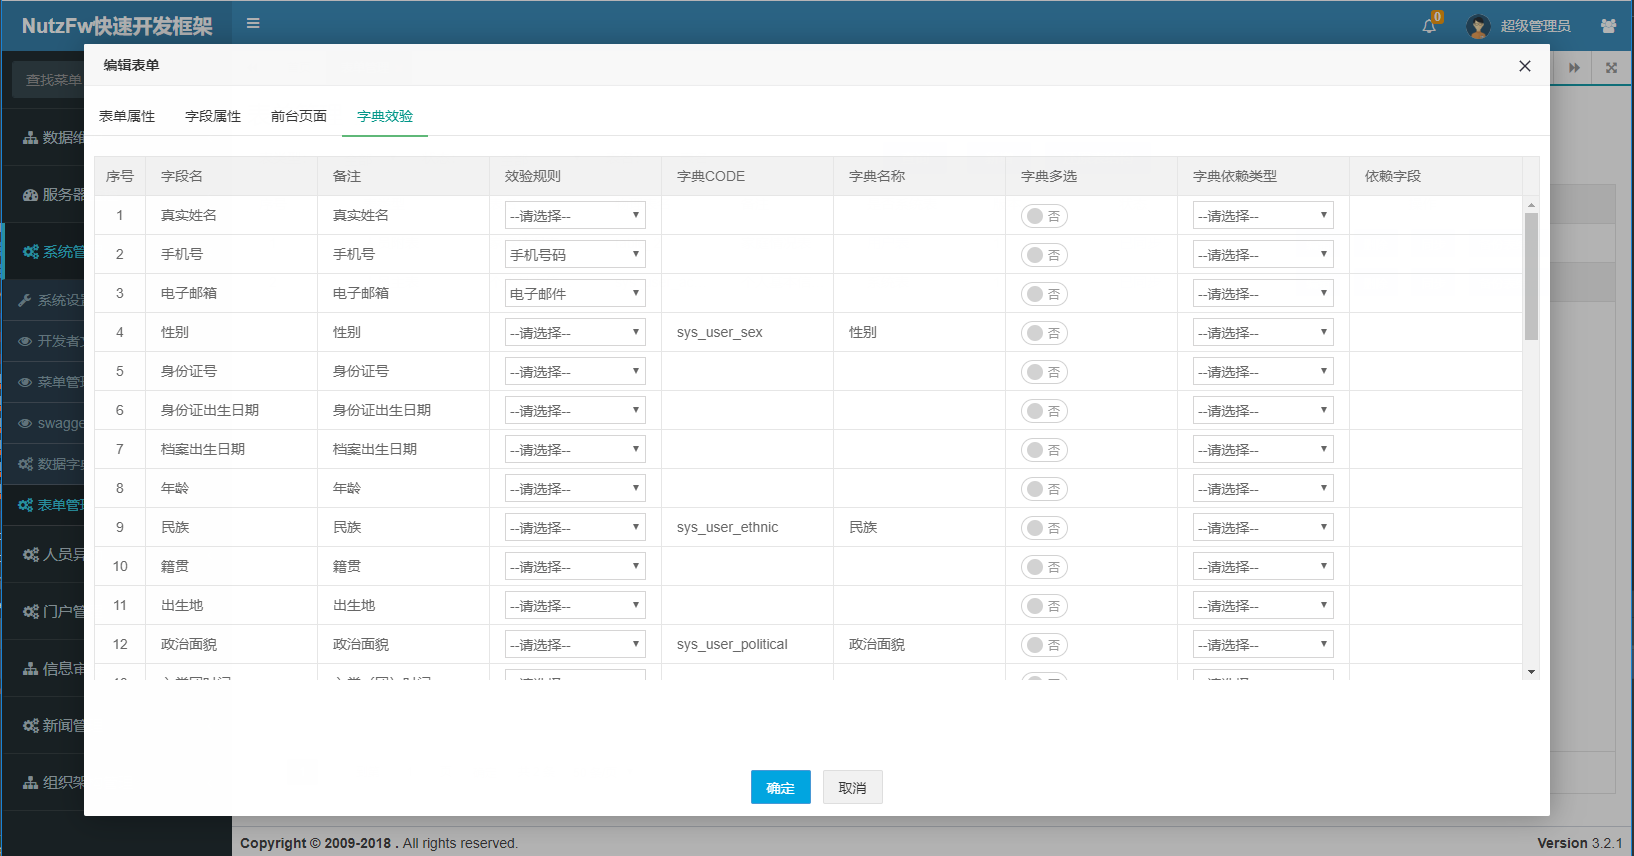 NutzFw快速开发框架
0
超级管理员
查找菜单
编辑表单
表单属性 字段属性 前台页面 字典效验
序号 字段名 备注 效验规则 字典CODE 字典名称 字典多选 字典依赖类型 依赖字段
1 真实姓名 真实姓名 --请选择-- 否 --请选择--
2 手机号 手机号 手机号码 否 --请选择--
3 电子邮箱 电子邮箱 电子邮件 否 --请选择--
4 性别 性别 --请选择-- sys_user_sex 性别 否 --请选择--
5 身份证号 身份证号 --请选择-- 否 --请选择--
6 身份证出生日期 身份证出生日期 --请选择-- 否 --请选择--
7 档案出生日期 档案出生日期 --请选择-- 否 --请选择--
8 年龄 年龄 --请选择-- 否 --请选择--
9 民族 民族 --请选择-- sys_user_ethnic 民族 否 --请选择--
10 籍贯 籍贯 --请选择-- 否 --请选择--
11 出生地 出生地 --请选择-- 否 --请选择--
12 政治面貌 政治面貌 --请选择-- sys_user_political 政治面貌 否 --请选择--
确定 取消
数据维
服务器
系统管
系统设
开发者
菜单管
swagge
数据字
表单管
人员异
门户管
信息审
新闻管
组织架
Copyright © 2009-2018 . All rights reserved.
Version 3.2.1